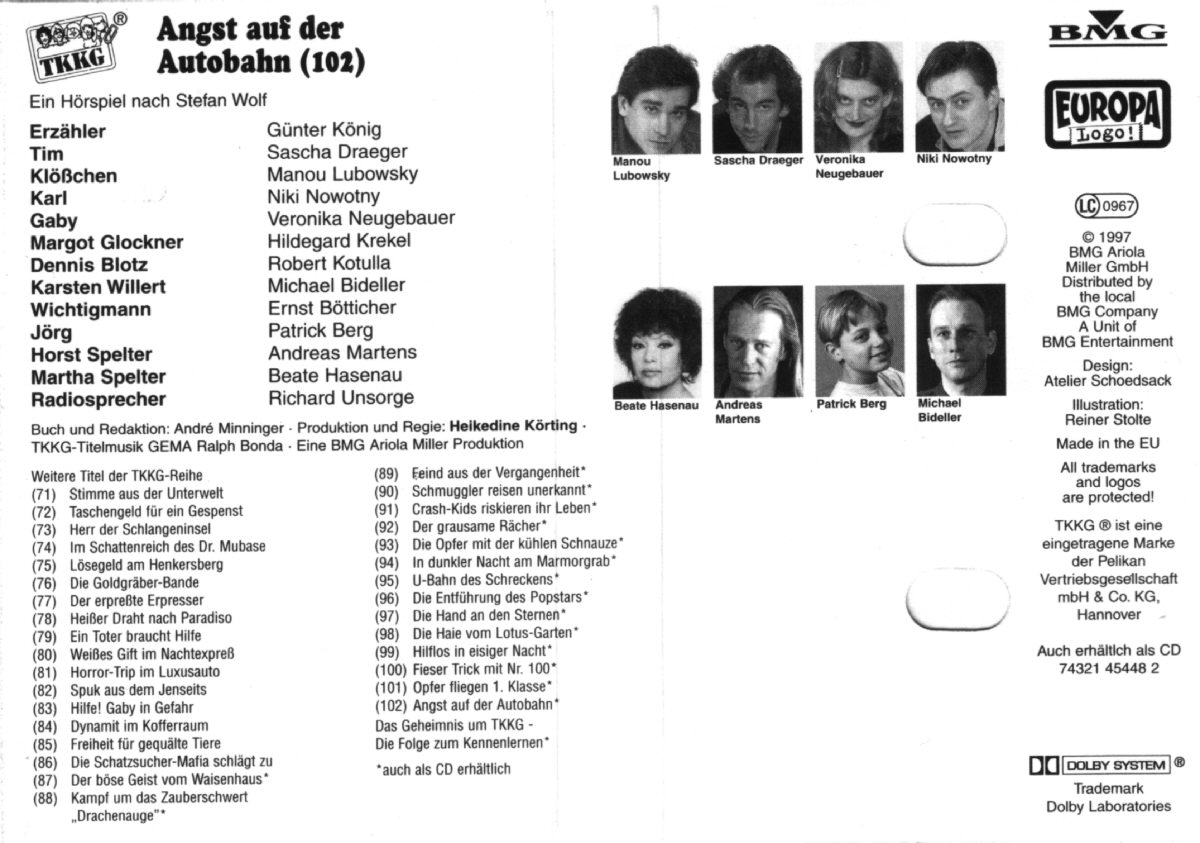 TKKG ®
Angst auf der
Autobahn (102)
Ein Hörspiel nach Stefan Wolf
Erzähler Günter König
Tim Sascha Draeger
Klößchen Manou Lubowsky
Karl Niki Nowotny
Gaby Veronika Neugebauer
Margot Glockner Hildegard Krekel
Dennis Blotz Robert Kotulla
Karsten Willert Michael Bideller
Wichtigmann Ernst Bötticher
Jörg Patrick Berg
Horst Spelter Andreas Martens
Martha Spelter Beate Hasenau
Radiosprecher Richard Unsorge
Buch und Redaktion: André Minninger · Produktion und Regie: Heikedine Körting ·
TKKG-Titelmusik GEMA Ralph Bonda · Eine BMG Ariola Miller Produktion
Weitere Titel der TKKG-Reihe
(71) Stimme aus der Unterwelt
(72) Taschengeld für ein Gespenst
(73) Herr der Schlangeninsel
(74) Im Schattenreich des Dr. Mubase
(75) Lösegeld am Henkersberg
(76) Die Goldgräber-Bande
(77) Der erpreßte Erpresser
(78) Heißer Draht nach Paradiso
(79) Ein Toter braucht Hilfe
(80) Weißes Gift im Nachtexpreß
(81) Horror-Trip im Luxusauto
(82) Spuk aus dem Jenseits
(83) Hilfe! Gaby in Gefahr
(84) Dynamit im Kofferraum
(85) Freiheit für gequälte Tiere
(86) Die Schatzsucher-Mafia schlägt zu
(87) Der böse Geist vom Waisenhaus*
(88) Kampf um das Zauberschwert
„Drachenauge"*
(89) Feind aus der Vergangenheit*
(90) Schmuggler reisen unerkannt*
(91) Crash-Kids riskieren ihr Leben*
(92) Der grausame Rächer*
(93) Die Opfer mit der kühlen Schnauze*
(94) In dunkler Nacht am Marmorgrab*
(95) U-Bahn des Schreckens*
(96) Die Entführung des Popstars*
(97) Die Hand an den Sternen*
(98) Die Haie vom Lotus-Garten*
(99) Hilflos in eisiger Nacht*
(100) Fieser Trick mit Nr. 100*
(101) Opfer fliegen 1. Klasse*
(102) Angst auf der Autobahn*
Das Geheimnis um TKKG -
Die Folge zum Kennenlernen*
*auch als CD erhältlich
Manou
Lubowsky
Sascha Draeger
Veronika
Neugebauer
Niki Nowotny
Beate Hasenau
Andreas
Martens
Patrick Berg
Michael
Bideller
BMG
EUROPA
Logo!
LC 0967
© 1997
BMG Ariola
Miller GmbH
Distributed by
the local
BMG Company
A Unit of
BMG Entertainment
Design:
Atelier Schoedsack
Illustration:
Reiner Stolte
Made in the EU
All trademarks
and logos
are protected!
TKKG ® ist eine
eingetragene Marke
der Pelikan
Vertriebsgesellschaft
mbH & Co. KG,
Hannover
Auch erhältlich als CD
74321 45448 2
DOLBY SYSTEM ®
Trademark
Dolby Laboratories